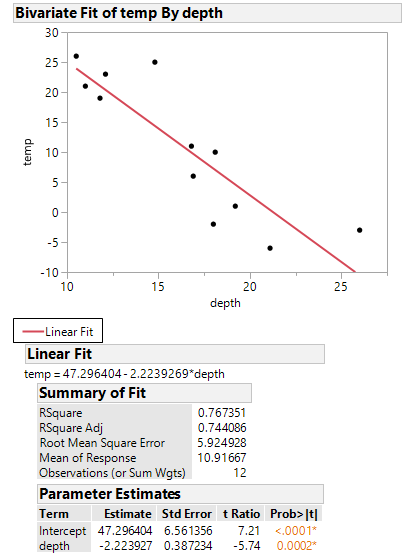 Bivariate Fit of temp By depth
30
25
20
15
10
5
0
-5
-10
temp
10 15 20 25
depth
Linear Fit
Linear Fit
temp = 47.296404 - 2.2239269*depth
Summary of Fit
RSquare 0.767351
RSquare Adj 0.744086
Root Mean Square Error 5.924928
Mean of Response 10.91667
Observations (or Sum Wgts) 12
Parameter Estimates
Term Estimate Std Error t Ratio Prob>|t|
Intercept 47.296404 6.561356 7.21 <.0001*
depth -2.223927 0.387234 -5.74 0.0002*